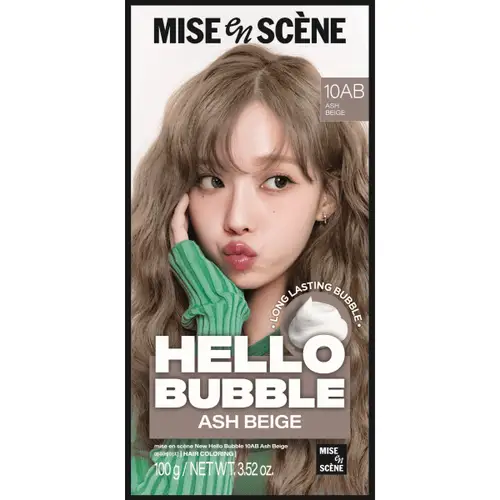 MISE en SCÈNE
10AB
ASH
BEIGE
• LONG LASTING BUBBLE •
HELLO
BUBBLE
ASH BEIGE
mise en scène New Hello Bubble 10AB Ash Beige
| HAIR COLORING |
100 g / NET WT. 3.52 oz.
MISE
en
SCÈNE